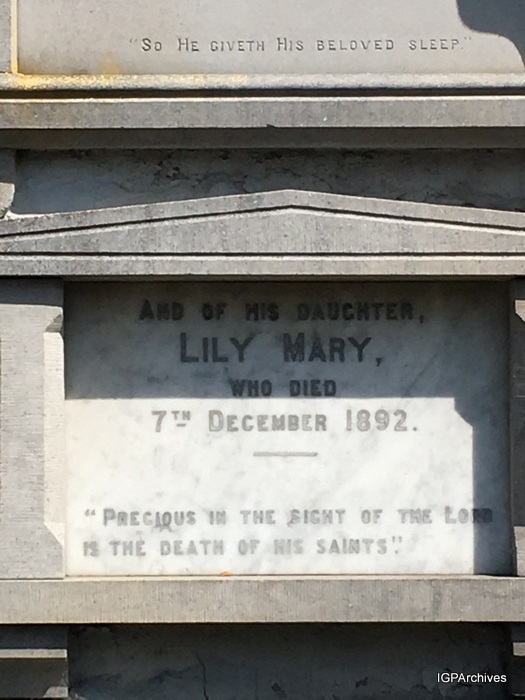 "So He giveth His beloved sleep."
And of his daughter,
Lily Mary,
who died
7th December 1892.
"Precious in the sight of the Lord
is the death of His saints".
IGPArchives